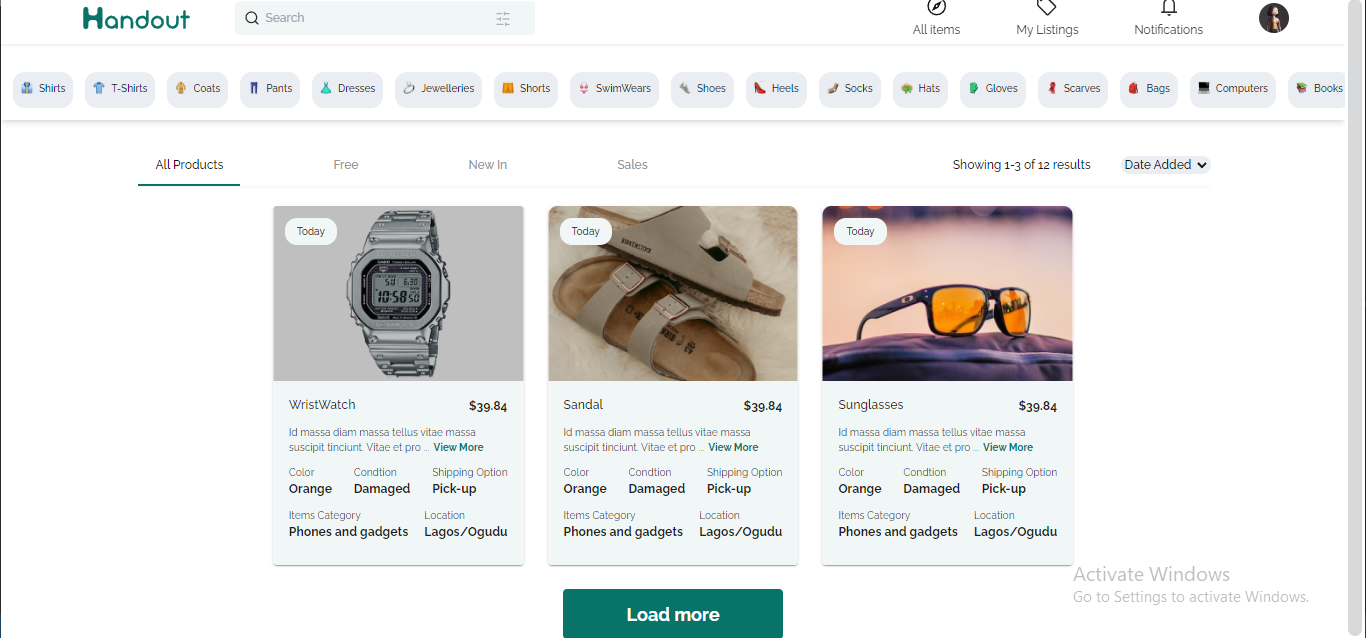 Handout
Search
All items
My Listings
Notifications
Shirts
T-Shirts
Coats
Pants
Dresses
Jewelleries
Shorts
SwimWears
Shoes
Heels
Socks
Hats
Gloves
Scarves
Bags
Computers
Books
All Products
Free
New In
Sales
Showing 1-3 of 12 results
Date Added
Today
CASIO
10:58 50
WristWatch
$39.84
Id massa diam massa tellus vitae massa
suscipit tinciunt. Vitae et pro ... View More
Color
Condtion
Shipping Option
Orange
Damaged
Pick-up
Items Category
Location
Phones and gadgets
Lagos/Ogudu
Today
BIRKENSTOCK
Sandal
$39.84
Id massa diam massa tellus vitae massa
suscipit tinciunt. Vitae et pro ... View More
Color
Condtion
Shipping Option
Orange
Damaged
Pick-up
Items Category
Location
Phones and gadgets
Lagos/Ogudu
Today
Sunglasses
$39.84
Id massa diam massa tellus vitae massa
suscipit tinciunt. Vitae et pro ... View More
Color
Condtion
Shipping Option
Orange
Damaged
Pick-up
Items Category
Location
Phones and gadgets
Lagos/Ogudu
Load more
Activate Windows
Go to Settings to activate Windows.